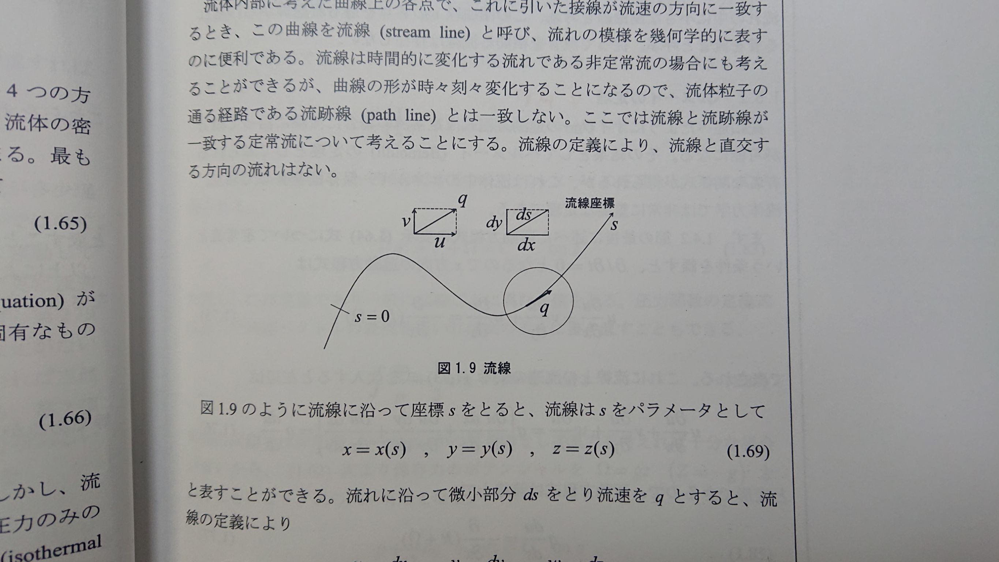 4 つの方
流体の密
る。最も
(1.65)
uation) が
有なもの
(1.66)
しかし、流
圧力のみの
(isothermal
流体内部に考えた曲線上の各点で、これに引いた接線が流速の方向に一致す
るとき、この曲線を流線 (stream line) と呼び、流れの模様を幾何学的に表す
のに便利である。流線は時間的に変化する流れである非定常流の場合にも考え
ることができるが、曲線の形が時々刻々変化することになるので、流体粒子の
通る経路である流跡線 (path line) とは一致しない。ここでは流線と流跡線が
一致する定常流について考えることにする。流線の定義により、流線と直交す
る方向の流れはない。
q
v
u
ds
dy
dx
流線座標
s
s = 0
q
図 1.9 流線
図 1.9 のように流線に沿って座標 s をとると、流線は s をパラメータとして
x = x(s) , y = y(s) , z = z(s) (1.69)
と表すことができる。流れに沿って微小部分 ds をとり流速を q とすると、流
線の定義により